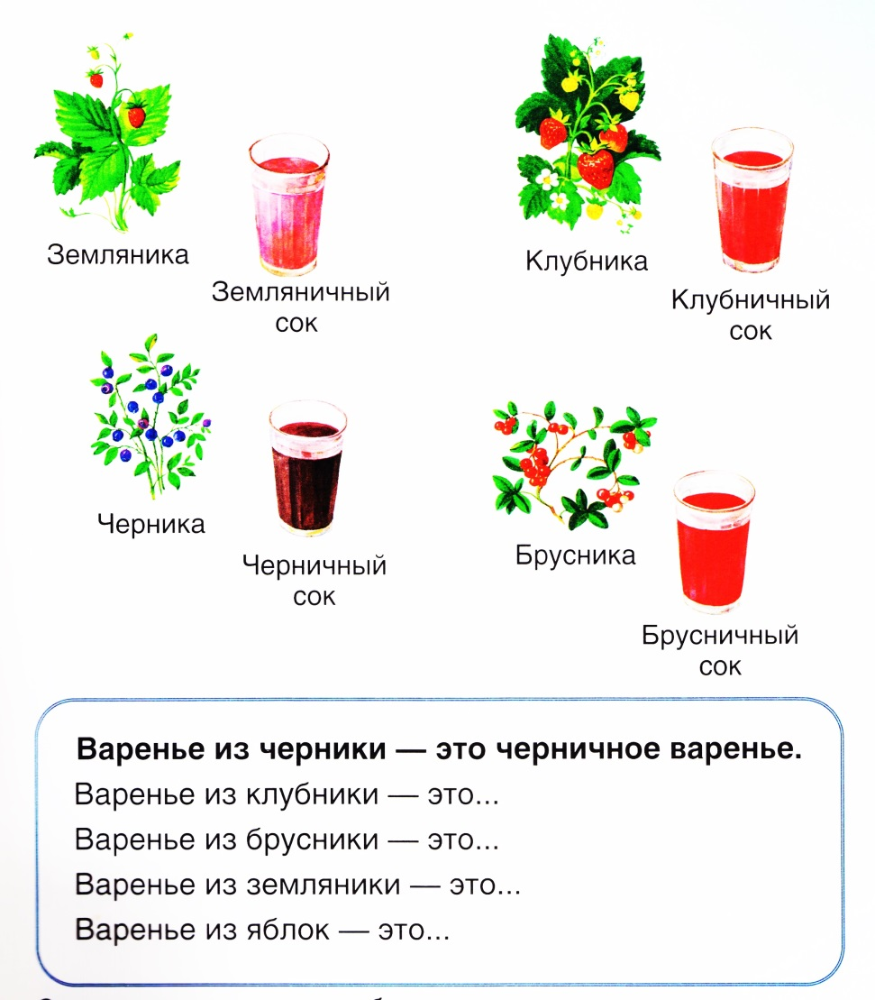 Земляника
Земляничный
сок
Клубника
Клубничный
сок
Черника
Черничный
сок
Брусника
Брусничный
сок
Варенье из черники — это черничное варенье.
Варенье из клубники — это...
Варенье из брусники — это...
Варенье из земляники — это...
Варенье из яблок — это...